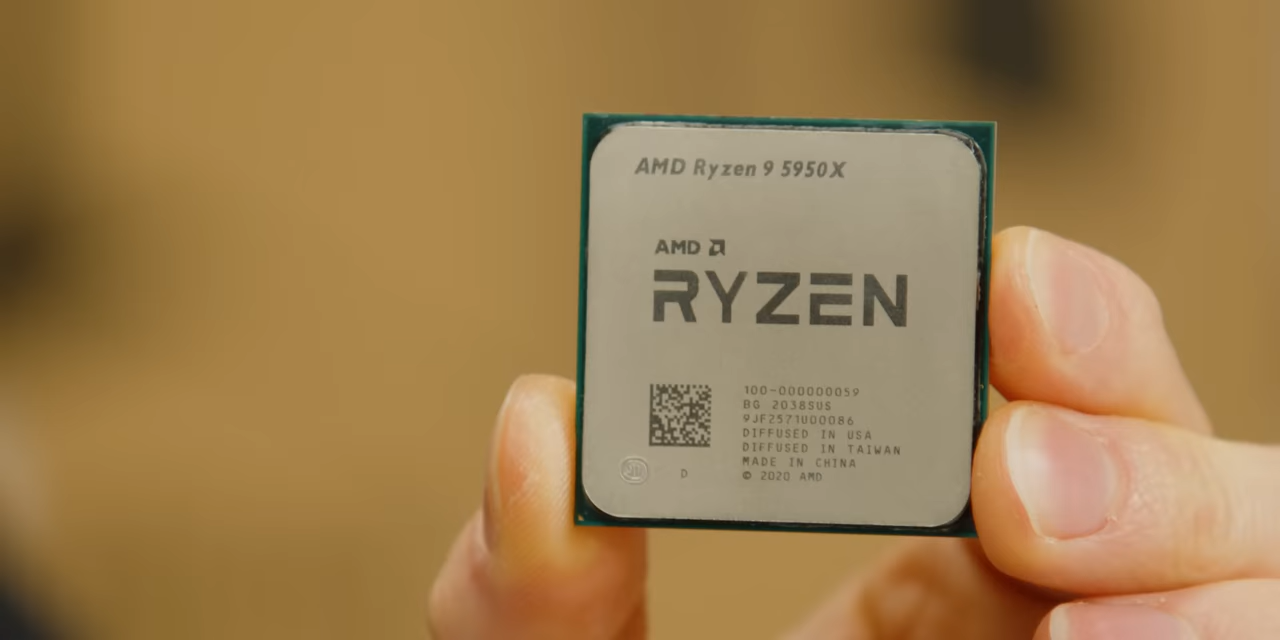 AMD Ryzen 9 5950X
AMD
RYZEN
100-000000059
BG 2038SUS
9JF2571U00086
DIFFUSED IN USA
DIFFUSED IN TAIWAN
MADE IN CHINA
© 2020 AMD
D